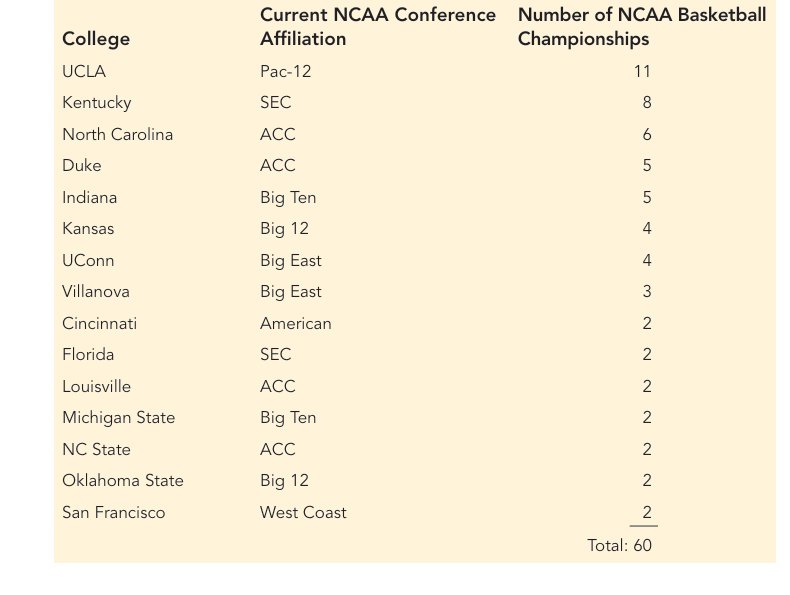 Current NCAA Conference Number of NCAA Basketball
College Affiliation Championships
UCLA Pac-12 11
Kentucky SEC 8
North Carolina ACC 6
Duke ACC 5
Indiana Big Ten 5
Kansas Big 12 4
UConn Big East 4
Villanova Big East 3
Cincinnati American 2
Florida SEC 2
Louisville ACC 2
Michigan State Big Ten 2
NC State ACC 2
Oklahoma State Big 12 2
San Francisco West Coast 2
Total: 60